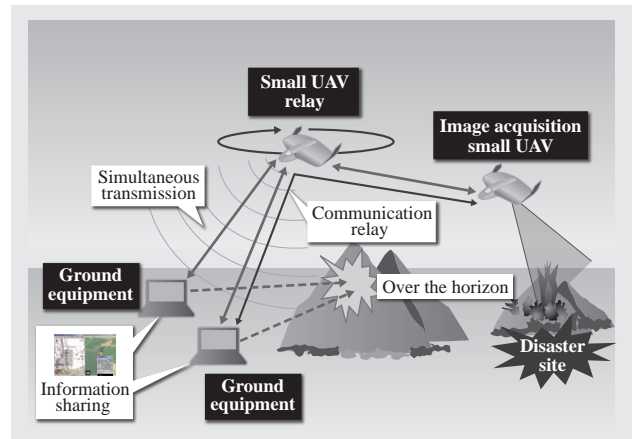 Small UAV
relay
Image acquisition
small UAV
Simultaneous
transmission
Communication
relay
Ground
equipment
Over the horizon
Information
sharing
Ground
equipment
Disaster
site